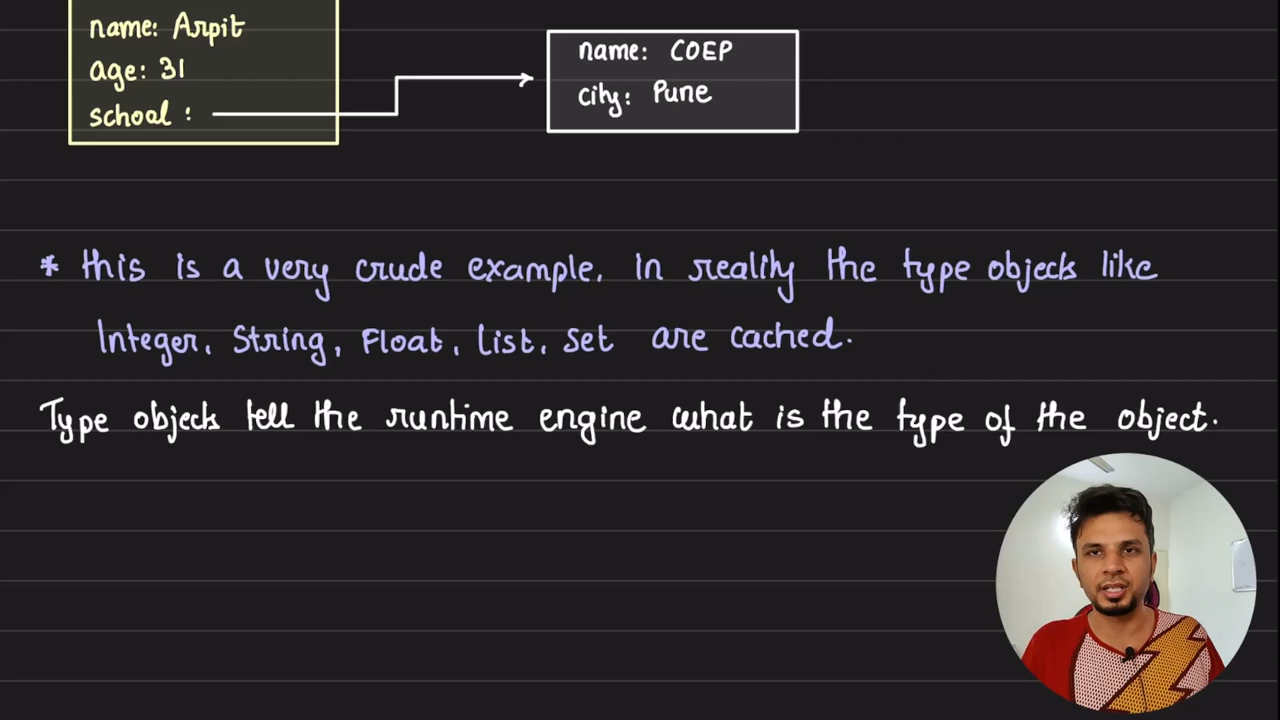 name: Arpit
age: 31
school :
name: COEP
city: Pune
* this is a very crude example. In reality the type objects like
Integer, String, Float, List, Set are cached.
Type objects tell the runtime engine what is the type of the object.